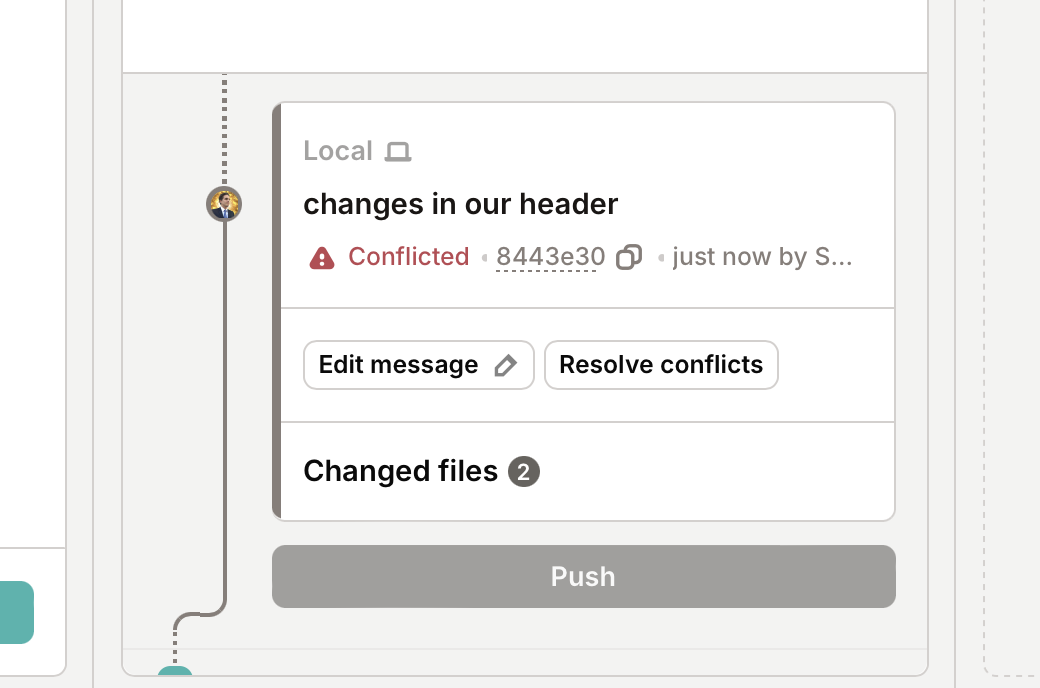 Local
changes in our header
Conflicted • 8443e30 • just now by S...
Edit message Resolve conflicts
Changed files 2
Push